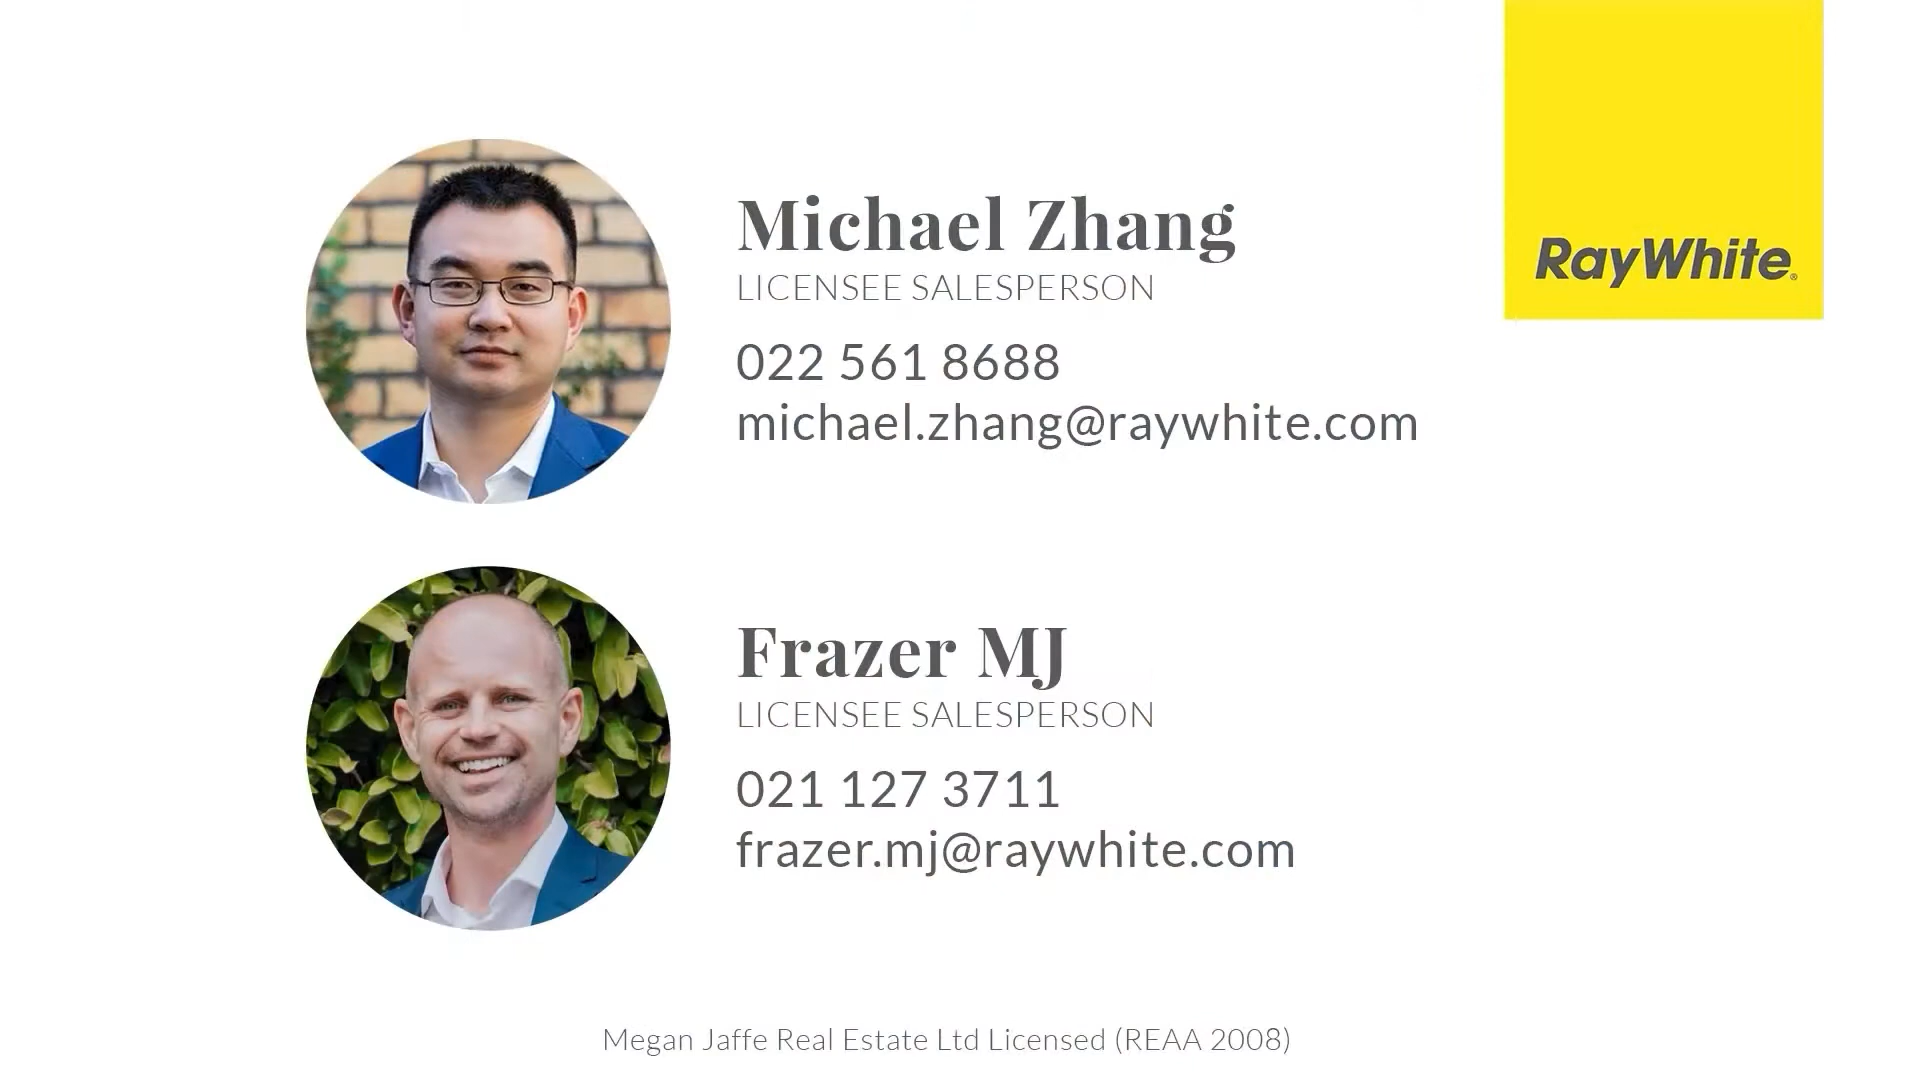 Michael Zhang
LICENSEE SALESPERSON
022 561 8688
michael.zhang@raywhite.com
RayWhite®
Frazer MJ
LICENSEE SALESPERSON
021 127 3711
frazer.mj@raywhite.com
Megan Jaffe Real Estate Ltd Licensed (REAA 2008)